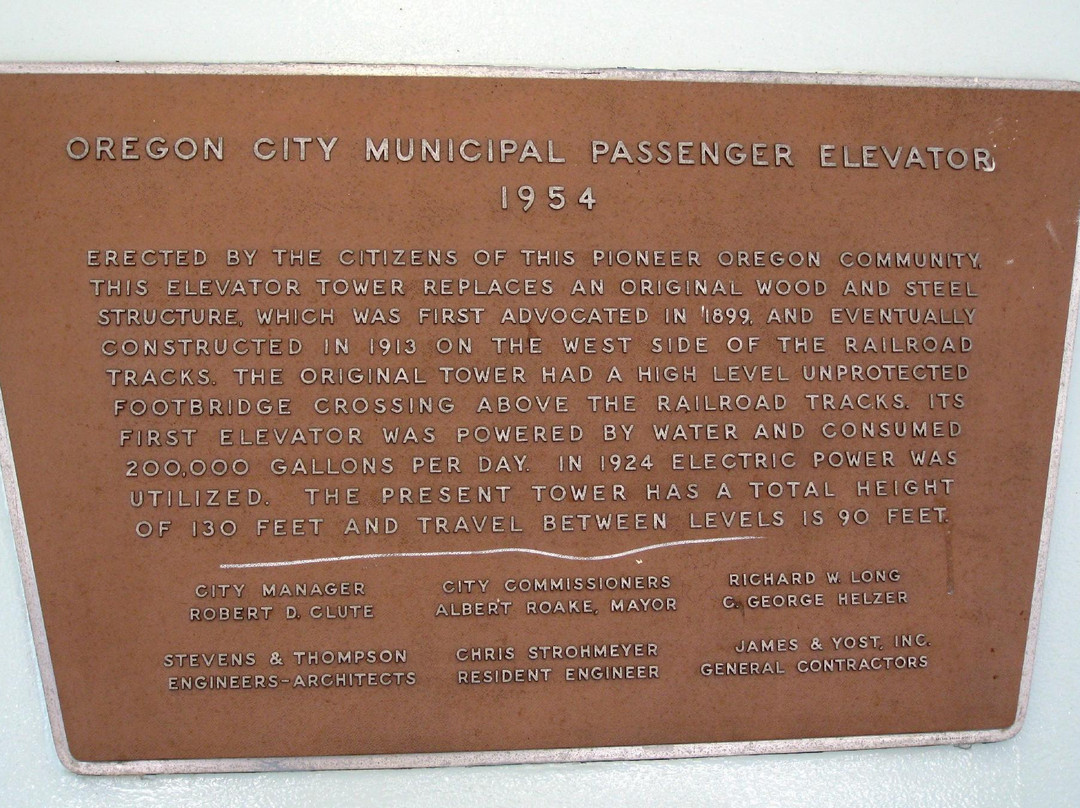 OREGON CITY MUNICIPAL PASSENGER ELEVATOR
1954
ERECTED BY THE CITIZENS OF THIS PIONEER OREGON COMMUNITY,
THIS ELEVATOR TOWER REPLACES AN ORIGINAL WOOD AND STEEL
STRUCTURE, WHICH WAS FIRST ADVOCATED IN 1899, AND EVENTUALLY
CONSTRUCTED IN 1913 ON THE WEST SIDE OF THE RAILROAD
TRACKS. THE ORIGINAL TOWER HAD A HIGH LEVEL UNPROTECTED
FOOTBRIDGE CROSSING ABOVE THE RAILROAD TRACKS. ITS
FIRST ELEVATOR WAS POWERED BY WATER AND CONSUMED
200,000 GALLONS PER DAY. IN 1924 ELECTRIC POWER WAS
UTILIZED. THE PRESENT TOWER HAS A TOTAL HEIGHT
OF 130 FEET AND TRAVEL BETWEEN LEVELS IS 90 FEET.
CITY MANAGER
ROBERT D. CLUTE
CITY COMMISSIONERS
ALBERT ROAKE, MAYOR
RICHARD W. LONG
C. GEORGE HELZER
STEVENS & THOMPSON
ENGINEERS-ARCHITECTS
CHRIS STROHMEYER
RESIDENT ENGINEER
JAMES & YOST, INC.
GENERAL CONTRACTORS